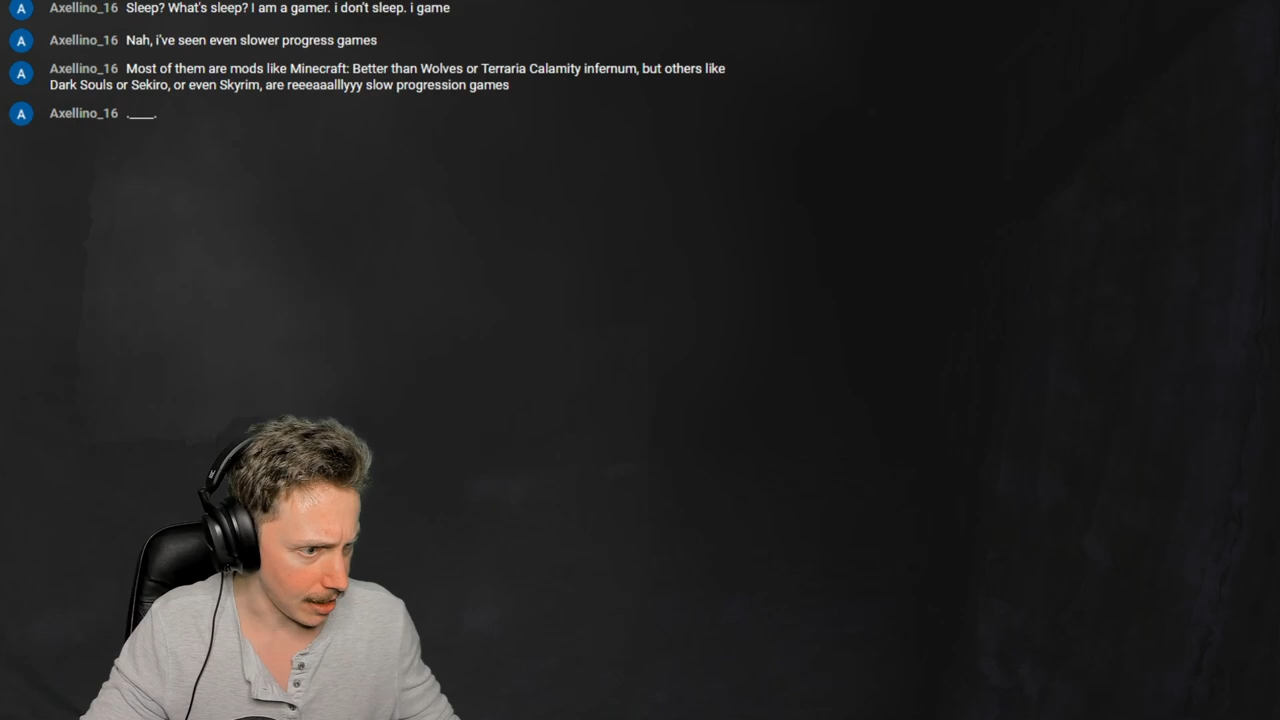 A Axellino_16 Sleep? What's sleep? I am a gamer. i don't sleep. i game
A Axellino_16 Nah, i've seen even slower progress games
A Axellino_16 Most of them are mods like Minecraft: Better than Wolves or Terraria Calamity infernum, but others like
Dark Souls or Sekiro, or even Skyrim, are reeeaaalllyyy slow progression games
A Axellino_16 .____.